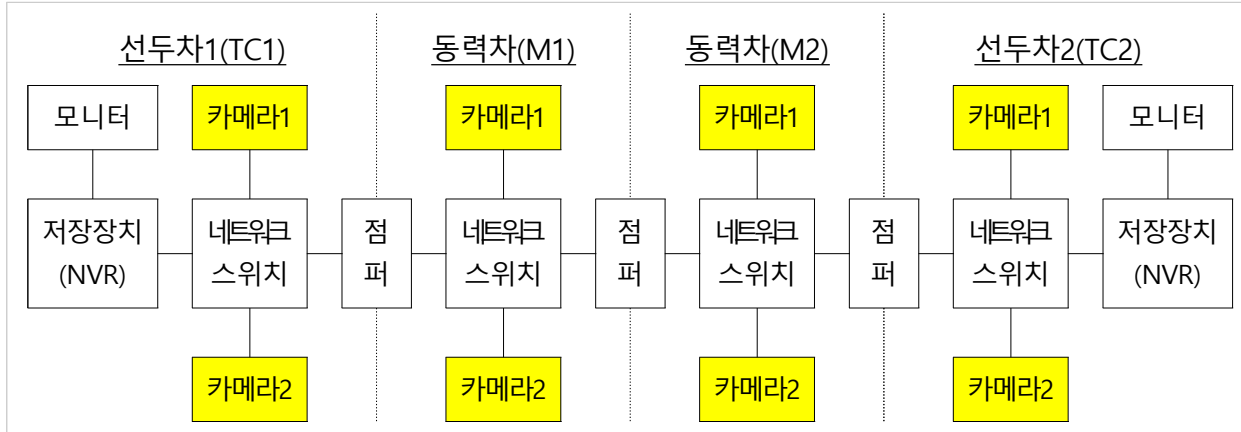 선두차1(TC1)
동력차(M1)
동력차(M2)
선두차2(TC2)
모니터
카메라1
카메라1
카메라1
카메라1
모니터
저장장치
(NVR)
네트워크
스위치
점
퍼
네트워크
스위치
점
퍼
네트워크
스위치
점
퍼
네트워크
스위치
저장장치
(NVR)
카메라2
카메라2
카메라2
카메라2